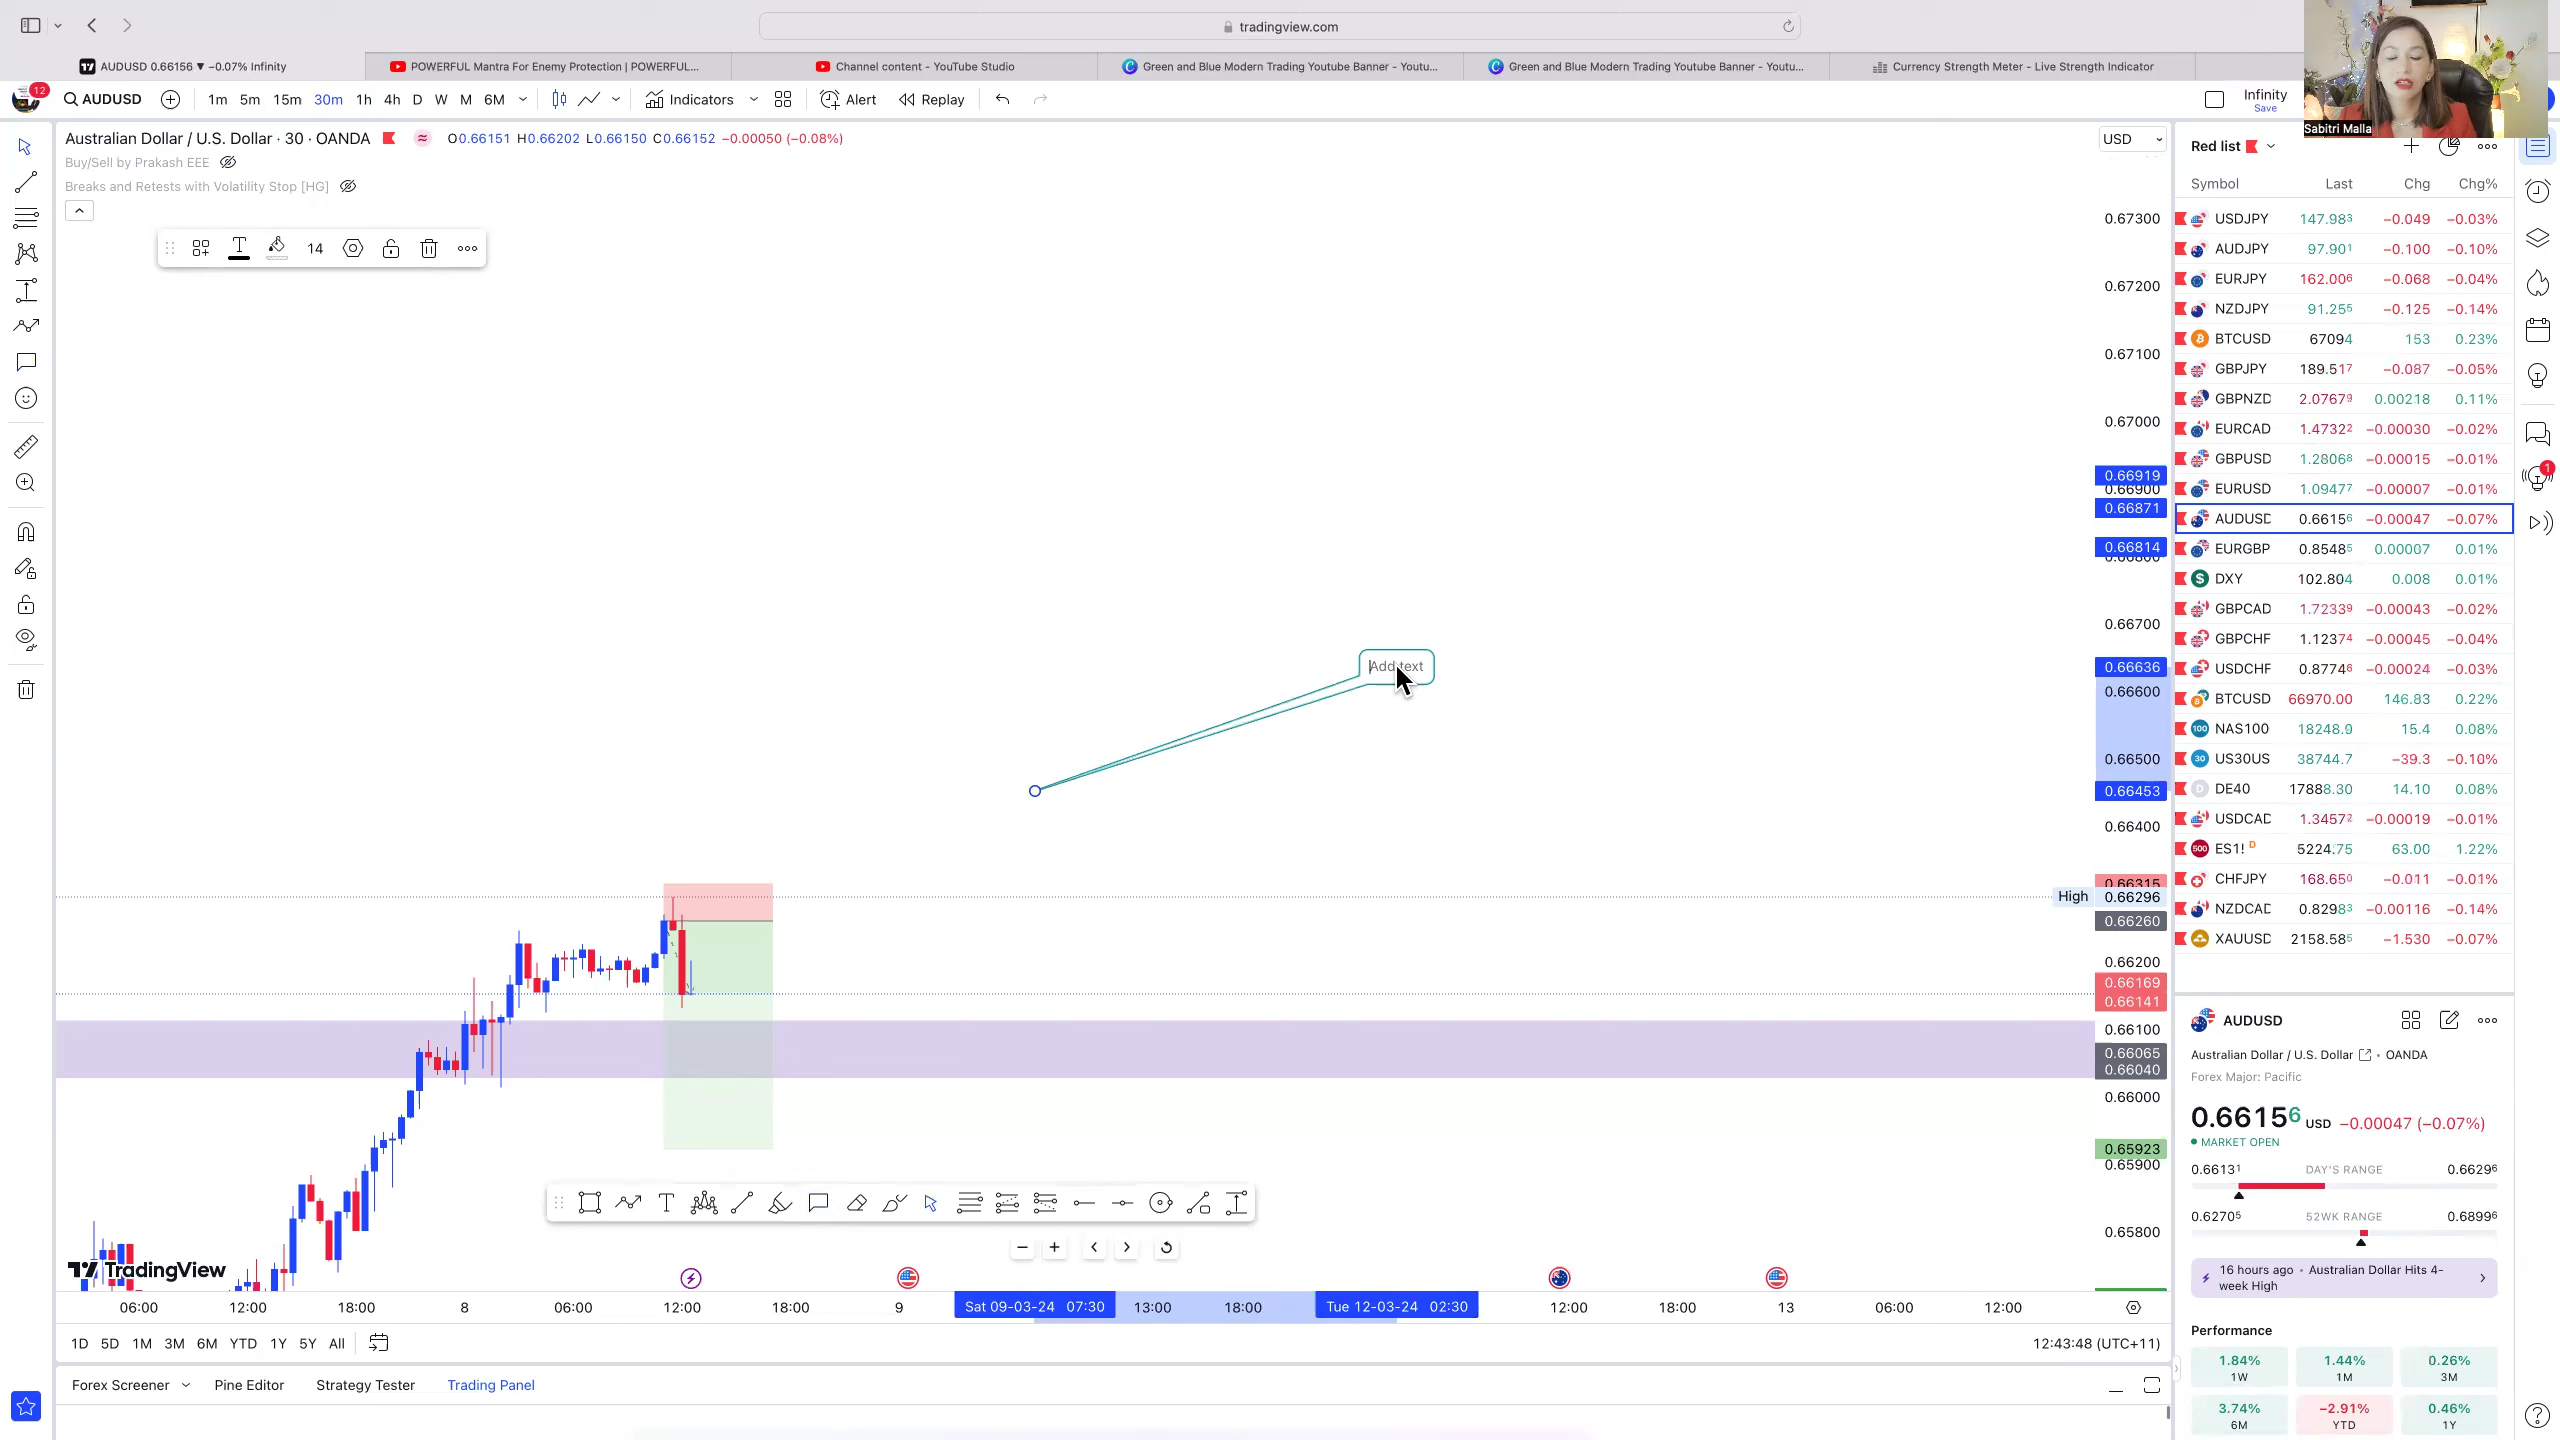 tradingview.com
AUDUSD 0.66156 ▼ −0.07% Infinity
POWERFUL Mantra For Enemy Protection | POWERFUL...
Channel content - YouTube Studio
Green and Blue Modern Trading Youtube Banner - Youtu...
Green and Blue Modern Trading Youtube Banner - Youtu...
Currency Strength Meter - Live Strength Indicator
12
AUDUSD
1m 5m 15m 30m 1h 4h D W M 6M
Indicators
Alert
Replay
Infinity
Save
Sabitri Malla
Australian Dollar / U.S. Dollar · 30 · OANDA
O0.66151 H0.66202 L0.66150 C0.66152 −0.00050 (−0.08%)
Buy/Sell by Prakash EEE
Breaks and Retests with Volatility Stop [HG]
14
Add text
USD
0.67300
0.67200
0.67100
0.67000
0.66919
0.66900
0.66871
0.66814
0.66700
0.66636
0.66600
0.66500
0.66453
0.66400
0.66315
High 0.66296
0.66260
0.66200
0.66169
0.66141
0.66100
0.66065
0.66040
0.66000
0.65923
0.65900
0.65800
TradingView
06:00 12:00 18:00 8 06:00 12:00 18:00 9 Sat 09-03-24 07:30 13:00 18:00 Tue 12-03-24 02:30 12:00 18:00 13 06:00 12:00
1D 5D 1M 3M 6M YTD 1Y 5Y All
12:43:48 (UTC+11)
Forex Screener
Pine Editor
Strategy Tester
Trading Panel
Red list
Symbol Last Chg Chg%
USDJPY 147.983 −0.049 −0.03%
AUDJPY 97.901 −0.100 −0.10%
EURJPY 162.006 −0.068 −0.04%
NZDJPY 91.255 −0.125 −0.14%
BTCUSD 67094 153 0.23%
GBPJPY 189.517 −0.087 −0.05%
GBPNZD 2.07679 0.00218 0.11%
EURCAD 1.47322 −0.00030 −0.02%
GBPUSD 1.28068 −0.00015 −0.01%
EURUSD 1.09477 −0.00007 −0.01%
AUDUSD 0.66156 −0.00047 −0.07%
EURGBP 0.85485 0.00007 0.01%
DXY 102.804 0.008 0.01%
GBPCAD 1.72339 −0.00043 −0.02%
GBPCHF 1.12374 −0.00045 −0.04%
USDCHF 0.87748 −0.00024 −0.03%
BTCUSD 66970.00 146.83 0.22%
NAS100 18248.9 15.4 0.08%
US30US 38744.7 −39.3 −0.10%
DE40 17888.30 14.10 0.08%
USDCAD 1.34572 −0.00019 −0.01%
ES1! D 5224.75 63.00 1.22%
CHFJPY 168.650 −0.011 −0.01%
NZDCAD 0.82983 −0.00116 −0.14%
XAUUSD 2158.585 −1.530 −0.07%
AUDUSD
Australian Dollar / U.S. Dollar • OANDA
Forex Major: Pacific
0.66156 USD −0.00047 (−0.07%)
MARKET OPEN
0.66131 DAY'S RANGE 0.66296
0.62705 52WK RANGE 0.68996
16 hours ago • Australian Dollar Hits 4-
week High
Performance
1.84% 1.44% 0.26%
1W 1M 3M
3.74% −2.91% 0.46%
6M YTD 1Y
1